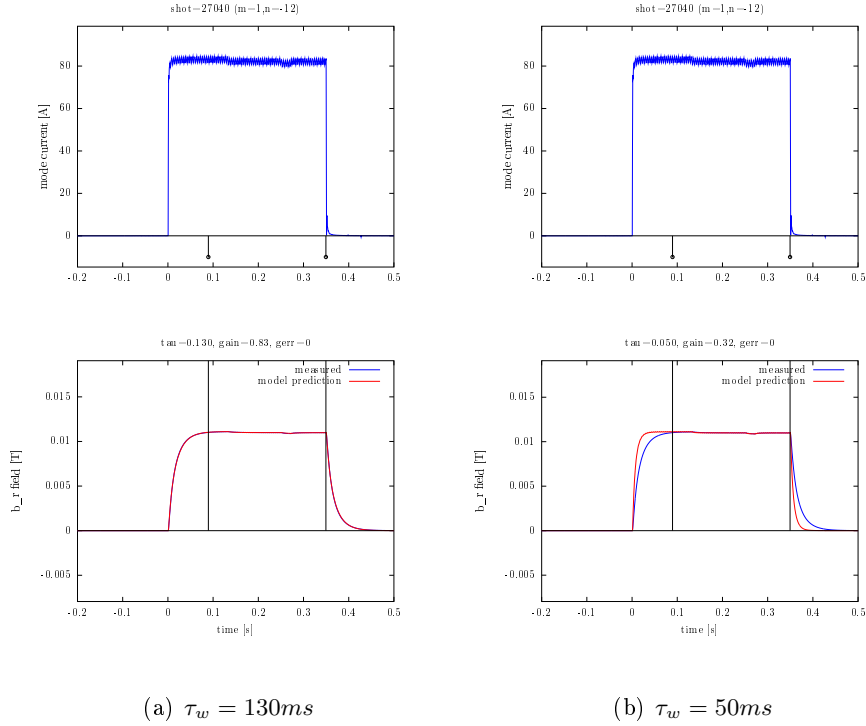 shot-27040 (m-1,n--12)
mode current [A]
80
60
40
20
0
-0.2 -0.1 0 0.1 0.2 0.3 0.4 0.5
shot-27040 (m-1,n--12)
mode current [A]
80
60
40
20
0
-0.2 -0.1 0 0.1 0.2 0.3 0.4 0.5
tau-0.130, gain-0.83, gerr-0
measured
model prediction
b_r field [T]
0.015
0.01
0.005
0
-0.005
-0.2 -0.1 0 0.1 0.2 0.3 0.4 0.5
time [s]
tau-0.050, gain-0.32, gerr-0
measured
model prediction
b_r field [T]
0.015
0.01
0.005
0
-0.005
-0.2 -0.1 0 0.1 0.2 0.3 0.4 0.5
time [s]
(a) τ_w = 130ms
(b) τ_w = 50ms